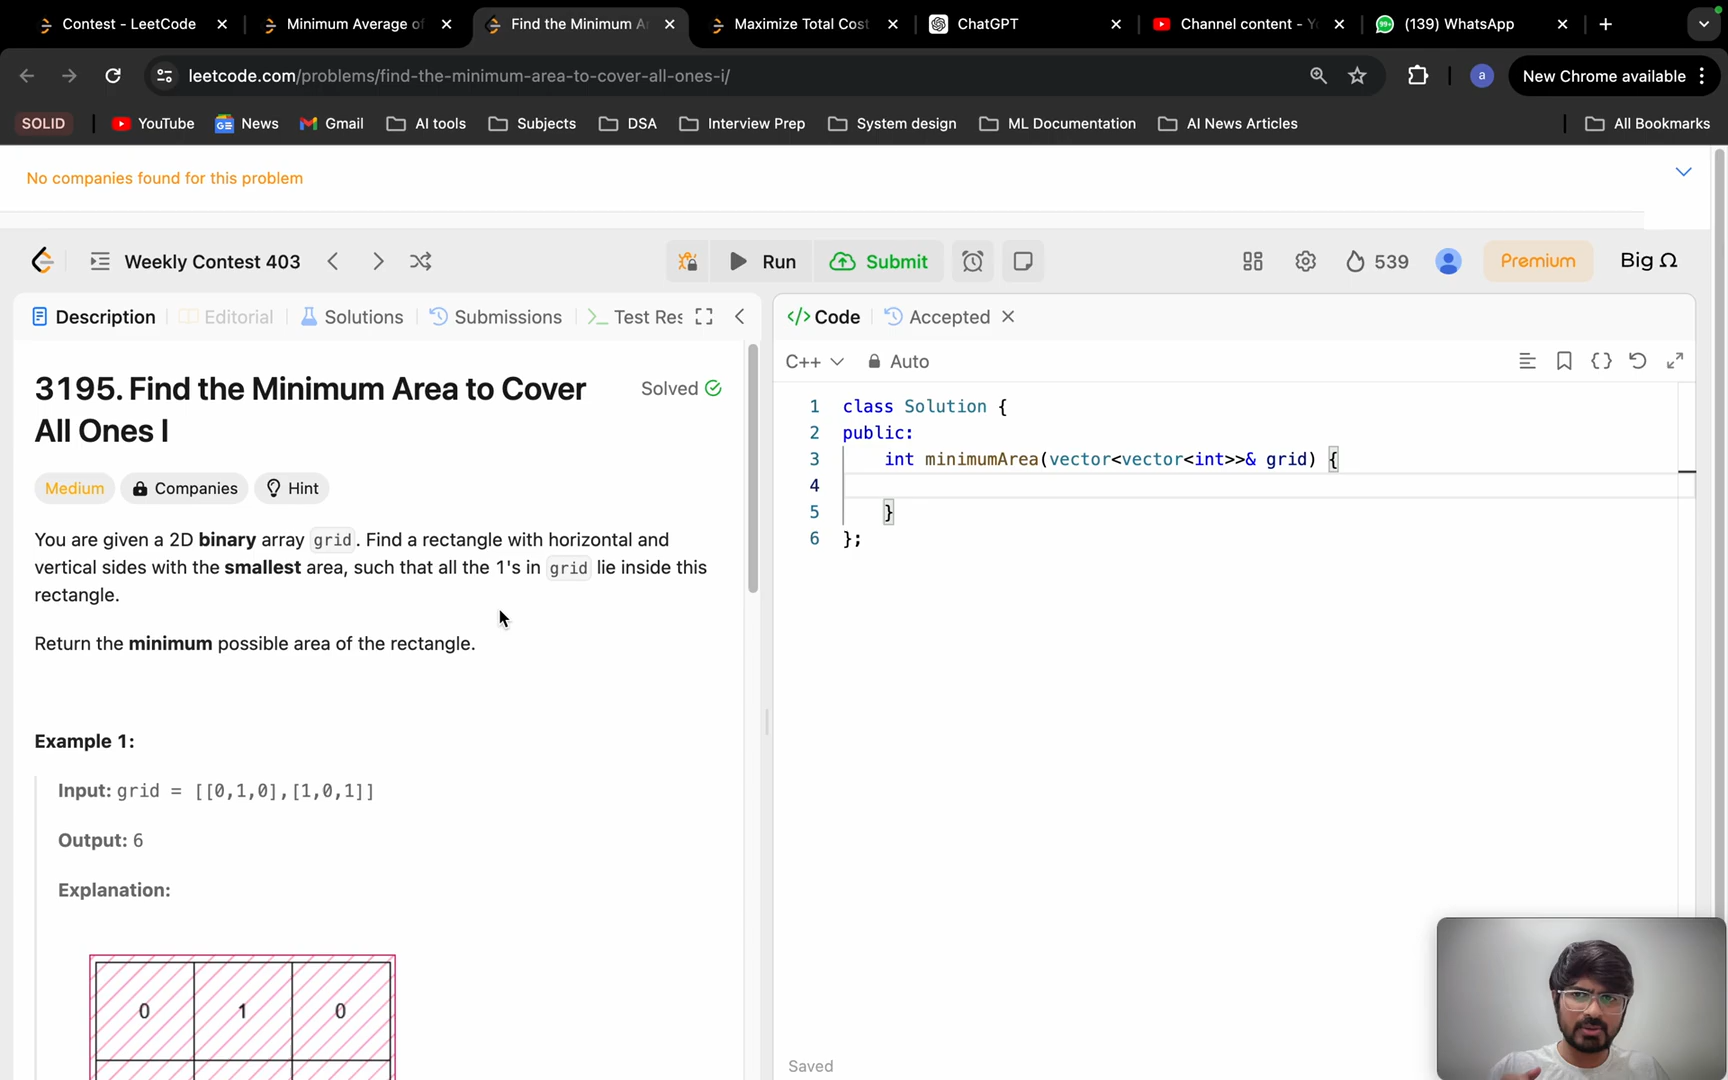 Contest - LeetCode
Minimum Average of
Find the Minimum A
Maximize Total Cost
ChatGPT
Channel content - Y
99+ (139) WhatsApp
leetcode.com/problems/find-the-minimum-area-to-cover-all-ones-i/
a
New Chrome available
SOLID
YouTube
News
Gmail
AI tools
Subjects
DSA
Interview Prep
System design
ML Documentation
AI News Articles
All Bookmarks
No companies found for this problem
Weekly Contest 403
Run
Submit
539
Premium
Big Ω
Description
Editorial
Solutions
Submissions
Test Res
</> Code
Accepted
C++
Auto
3195. Find the Minimum Area to Cover
All Ones I
Solved
Medium
Companies
Hint
You are given a 2D binary array grid. Find a rectangle with horizontal and
vertical sides with the smallest area, such that all the 1's in grid lie inside this
rectangle.
Return the minimum possible area of the rectangle.
Example 1:
Input: grid = [[0,1,0],[1,0,1]]
Output: 6
Explanation:
0 1 0
1 class Solution {
2 public:
3 int minimumArea(vector<vector<int>>& grid) {
4
5 }
6 };
Saved